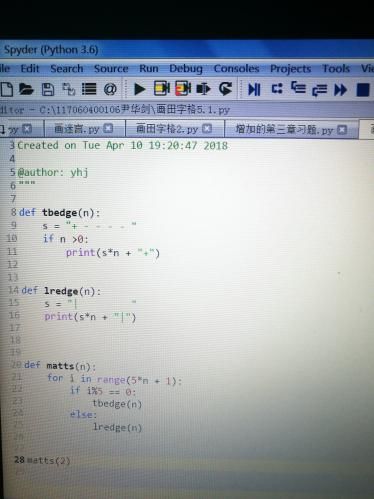 Spyder (Python 3.6)
Edit Search Source Run Debug Consoles Projects Tools
ditor - C:\117060400106尹华剑\画田字格5.1.py
.py 画迷宫.py 画田字格2.py 增加的第三章习题.py
3 Created on Tue Apr 10 19:20:47 2018
4
5 @author: yhj
6 """
7
8 def tbedge(n):
9 s = "+ - - - - "
10 if n >0:
11 print(s*n + "+")
12
13
14 def lredge(n):
15 s = "|         "
16 print(s*n + "|")
17
18
19
20 def matts(n):
21 for i in range(5*n + 1):
22 if i%5 == 0:
23 tbedge(n)
24 else:
25 lredge(n)
26
27
28 matts(2)